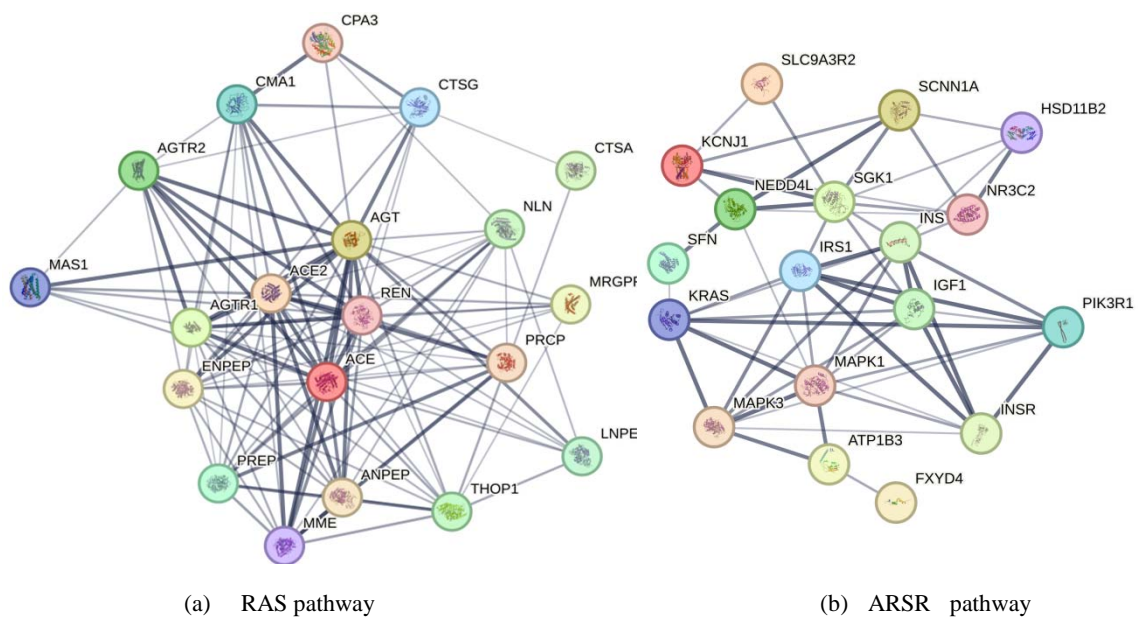 CPA3
CMA1
CTSG
CTSA
AGTR2
NLN
AGT
MAS1
ACE2
MRGPF
REN
AGTR1
PRCP
ENPEP
ACE
LNPE
PREP
ANPEP
THOP1
MME
SLC9A3R2
SCNN1A
HSD11B2
KCNJ1
NEDD4L
SGK1
NR3C2
INS
SFN
IRS1
KRAS
IGF1
PIK3R1
MAPK1
MAPK3
INSR
ATP1B3
FXYD4
(a) RAS pathway
(b) ARSR pathway